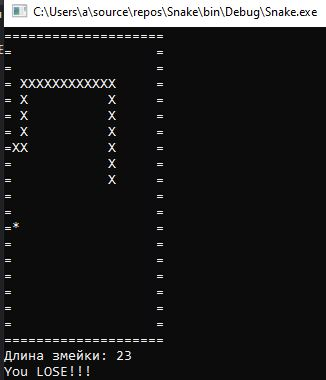 C:\Users\a\source\repos\Snake\bin\Debug\Snake.exe
====================
=                  =
=                  =
= XXXXXXXXXXXX     =
= X          X     =
= X          X     =
= X          X     =
=XX          X     =
=            X     =
=            X     =
=                  =
=                  =
=*                 =
=                  =
=                  =
=                  =
=                  =
=                  =
=                  =
====================
Длина змейки: 23
You LOSE!!!